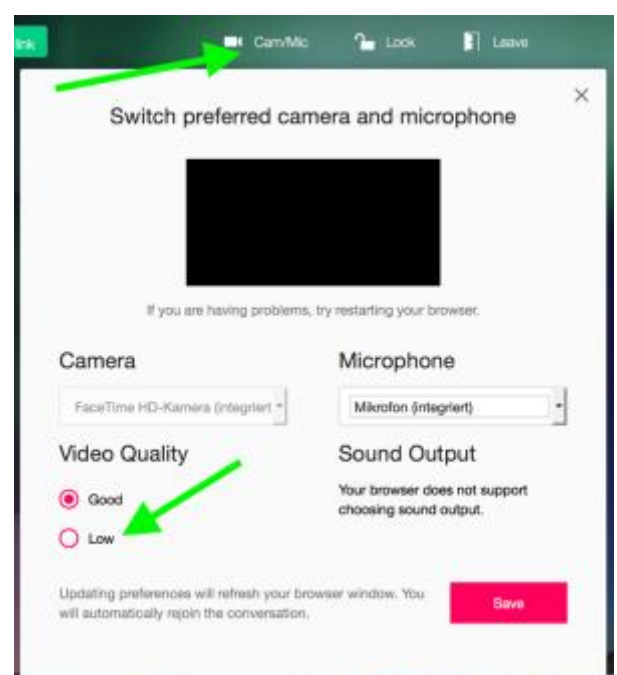 link
Cam/Mic
Lock
Leave
Switch preferred camera and microphone
If you are having problems, try restarting your browser.
Camera
Microphone
FaceTime HD-Kamera (integriert
Mikrofon (integriert)
Video Quality
Sound Output
Good
Your browser does not support
choosing sound output.
Low
Updating preferences will refresh your browser window. You
will automatically rejoin the conversation.
Save